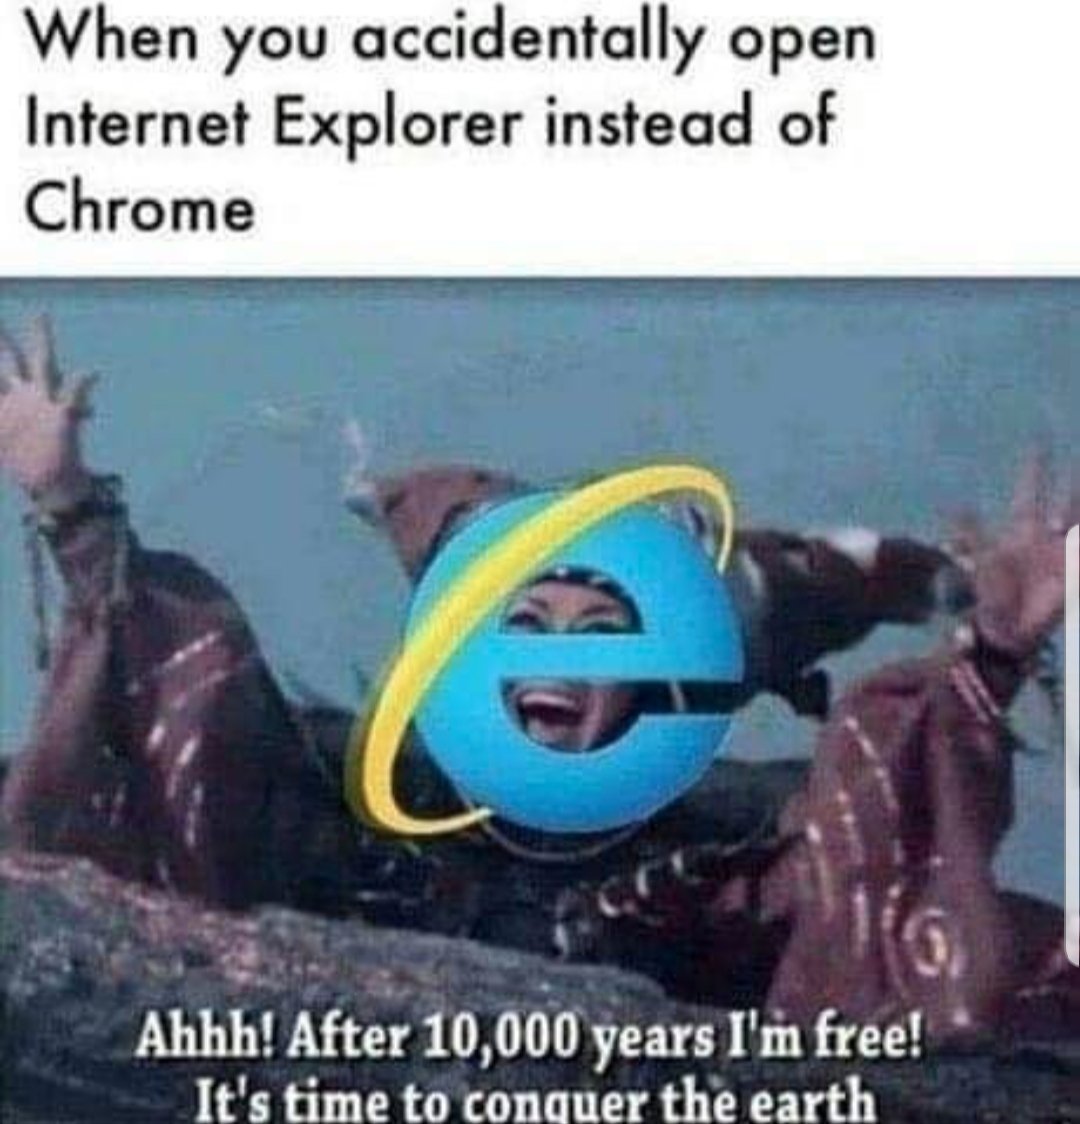 When you accidentally open
Internet Explorer instead of
Chrome
Ahhh! After 10,000 years I'm free!
It's time to conquer the earth